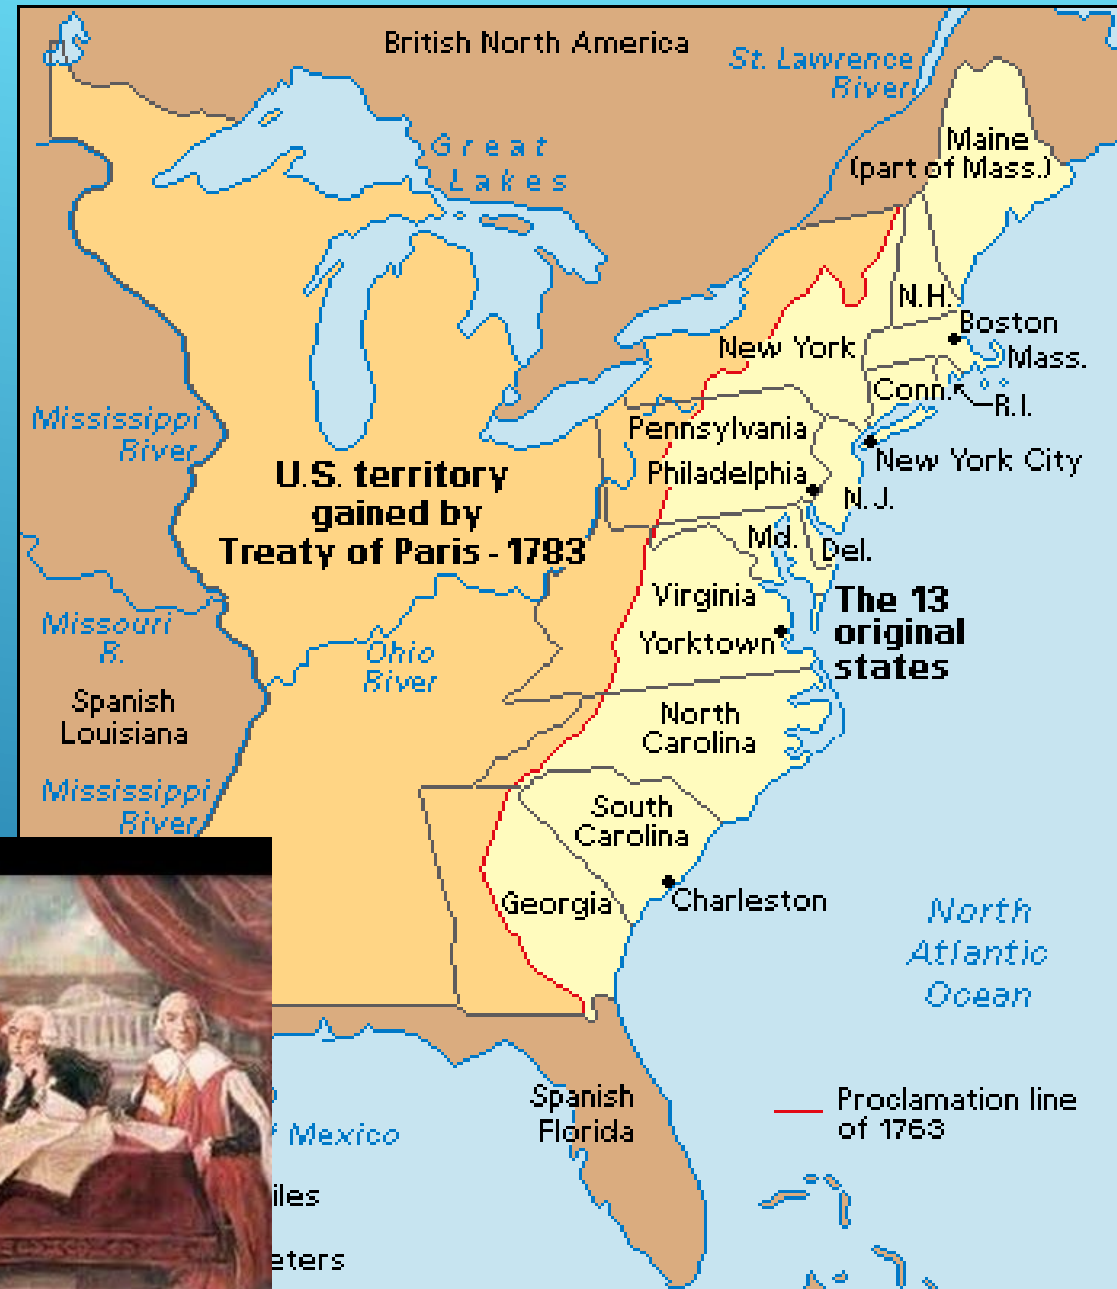 British North America
St. Lawrence
River
Maine
(part of Mass.)
Great
Lakes
N.H.
Boston
Mass.
New York
Conn.
R.I.
Mississippi
River
Pennsylvania
New York City
U.S. territory
gained by
Treaty of Paris - 1783
Philadelphia
N.J.
Md.
Del.
Virginia
The 13
original
states
Yorktown
Missouri
R.
Ohio
River
Spanish
Louisiana
North
Carolina
Mississippi
River
South
Carolina
Georgia
Charleston
North
Atlantic
Ocean
Spanish
Florida
Proclamation line
of 1763
Mexico
iles
eters